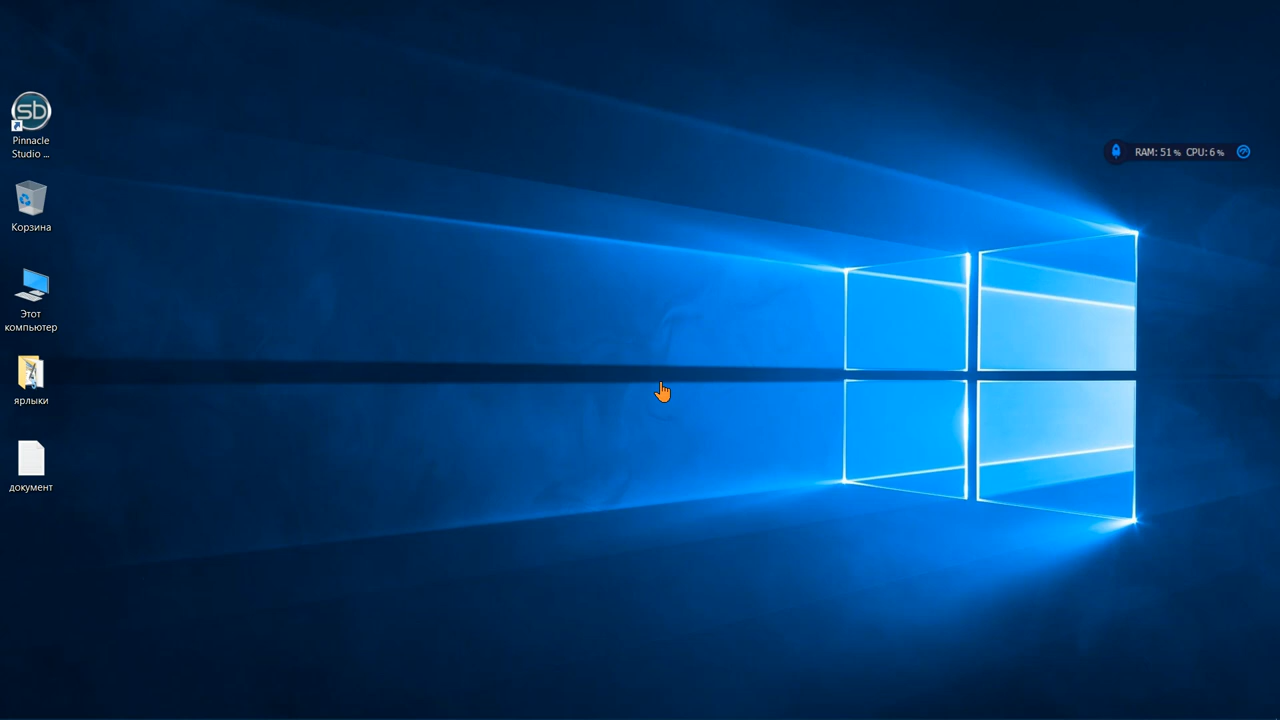 sb
Pinnacle
Studio ...
RAM: 51% CPU: 6%
Корзина
Этот
компьютер
ярлыки
документ